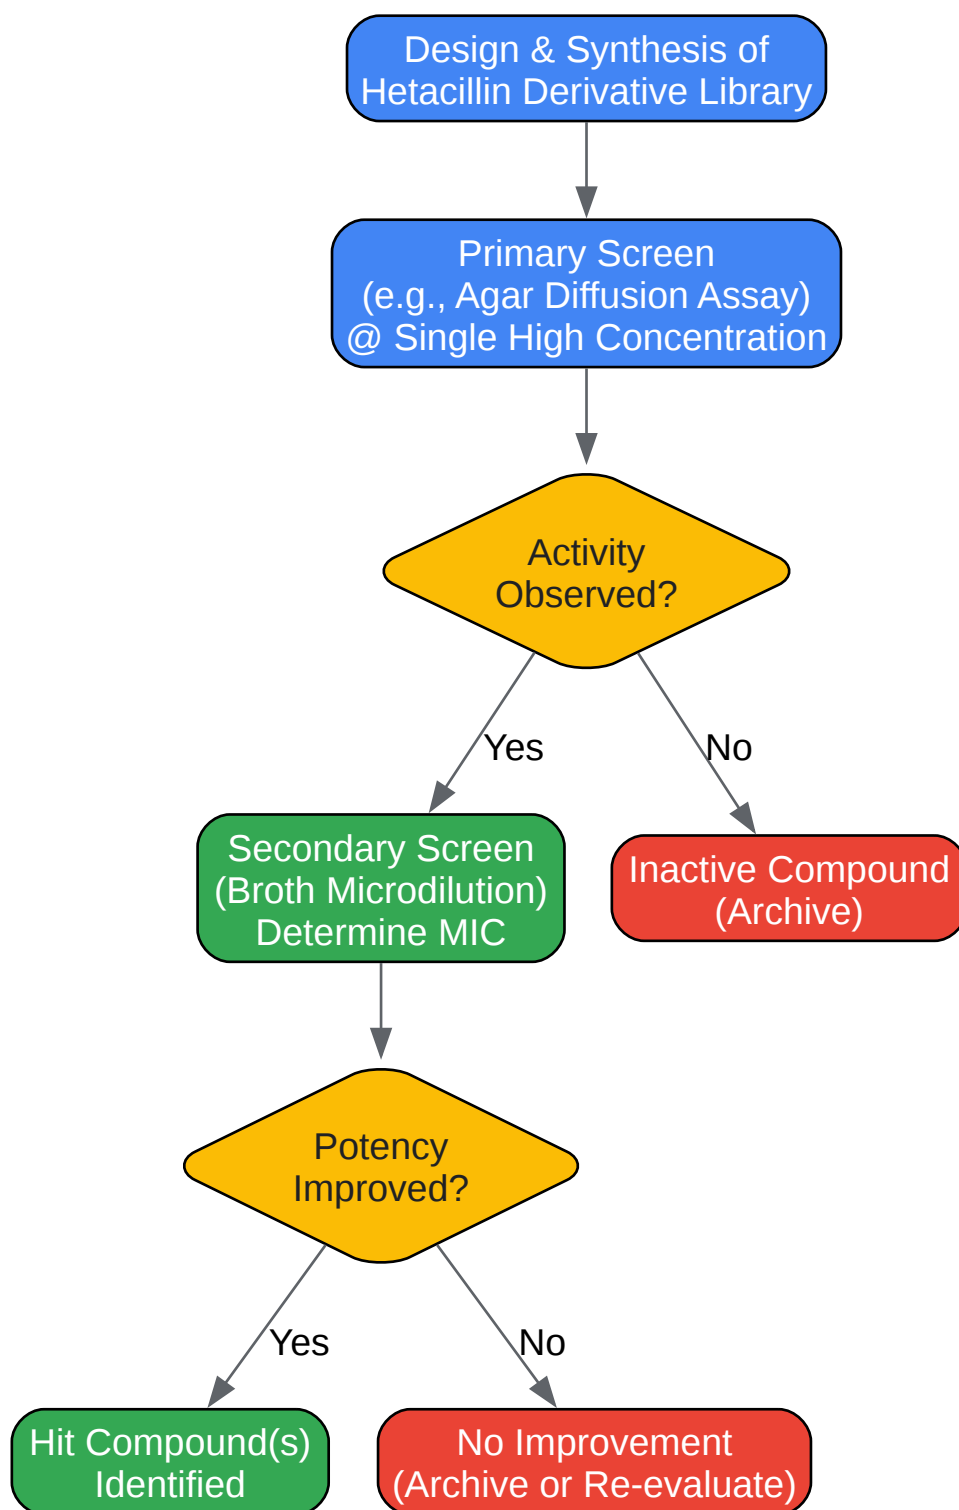 Design & Synthesis of
Hetacillin Derivative Library
Primary Screen
(e.g., Agar Diffusion Assay)
@ Single High Concentration
Activity
Observed?
Yes
No
Secondary Screen
(Broth Microdilution)
Determine MIC
Inactive Compound
(Archive)
Potency
Improved?
Yes
No
Hit Compound(s)
Identified
No Improvement
(Archive or Re-evaluate)